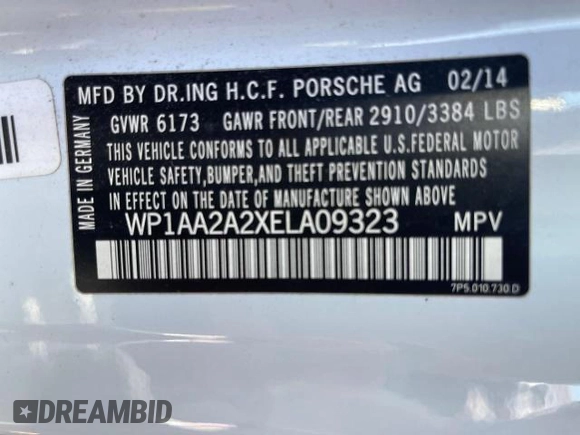 MADE IN GERMANY
MFD BY DR.ING H.C.F. PORSCHE AG 02/14
GVWR 6173 GAWR FRONT/REAR 2910/3384 LBS
THIS VEHICLE CONFORMS TO ALL APPLICABLE U.S.FEDERAL MOTOR
VEHICLE SAFETY,BUMPER,AND THEFT PREVENTION STANDARDS
IN EFFECT ON THE DATE OF MANUFACTURE SHOWN ABOVE
WP1AA2A2XELA09323 MPV
7P5.010.730.D
DREAMBID